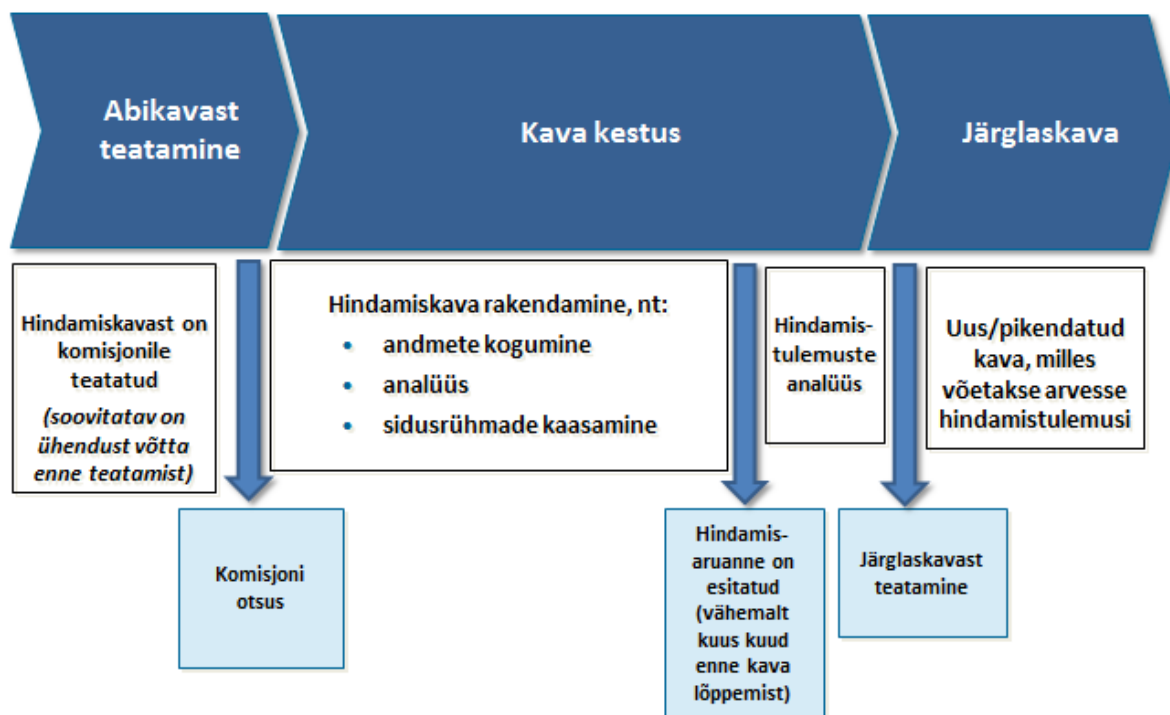 Abikavast
teatamine
Kava kestus
Järglaskava
Hindamiskavast on
komisjonile
teatatud
(soovitatav on
ühendust võtta
enne teatamist)
Hindamiskava rakendamine, nt:
• andmete kogumine
• analüüs
• sidusrühmade kaasamine
Hindamis-
tulemuste
analüüs
Uus/pikendatud
kava, milles
võetakse arvesse
hindamistulemusi
Komisjoni
otsus
Hindamis-
aruanne on
esitatud
(vähemalt
kuus kuud
enne kava
lõppemist)
Järglaskavast
teatamine